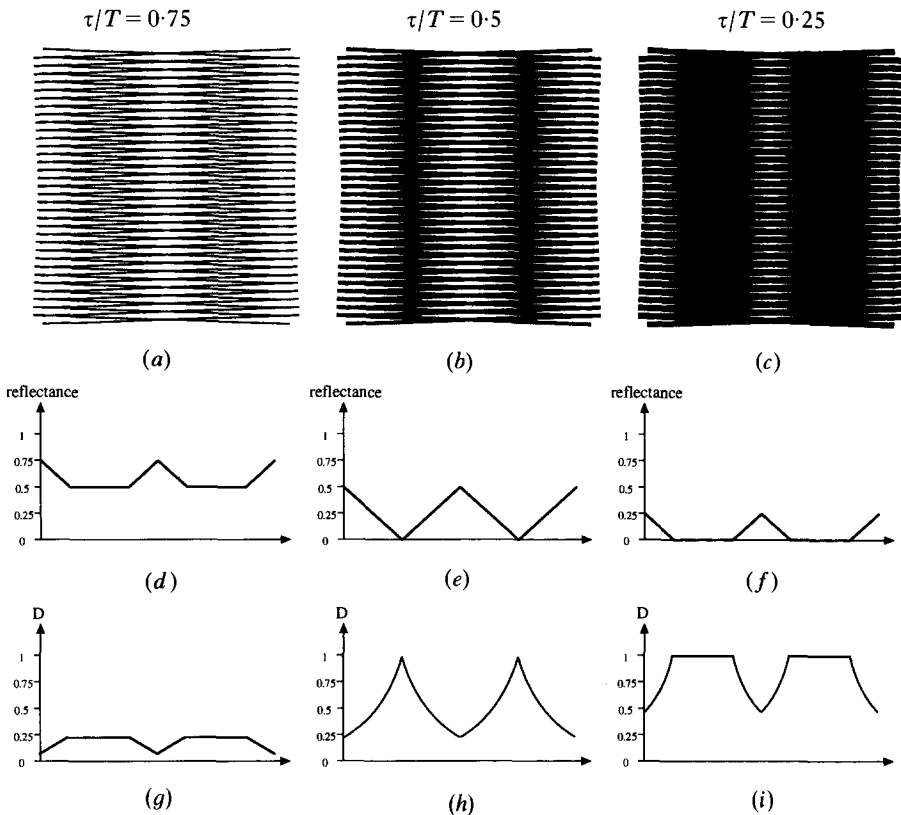 τ/T = 0·75 τ/T = 0·5 τ/T = 0·25
(a) (b) (c)
reflectance reflectance reflectance
1 1 1
0.75 0.75 0.75
0.5 0.5 0.5
0.25 0.25 0.25
0 0 0
(d) (e) (f)
D D D
1 1 1
0.75 0.75 0.75
0.5 0.5 0.5
0.25 0.25 0.25
0 0 0
(g) (h) (i)